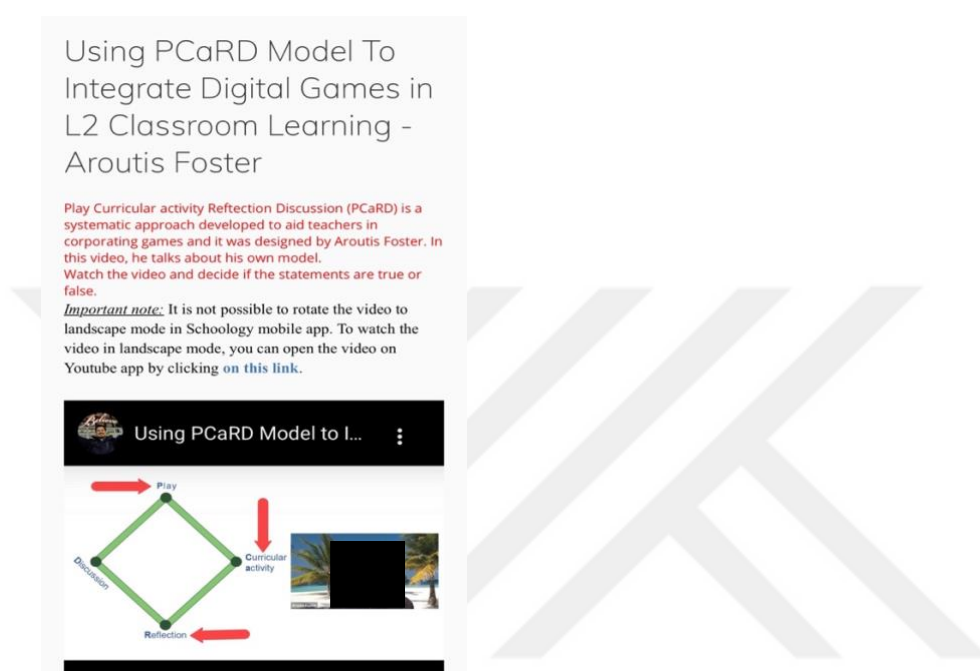 Using PCaRD Model To
Integrate Digital Games in
L2 Classroom Learning -
Aroutis Foster
Play Curricular activity Reftection Discussion (PCaRD) is a
systematic approach developed to aid teachers in
corporating games and it was designed by Aroutis Foster. In
this video, he talks about his own model.
Watch the video and decide if the statements are true or
false.
Important note: It is not possible to rotate the video to
landscape mode in Schoology mobile app. To watch the
video in landscape mode, you can open the video on
Youtube app by clicking on this link.
Believe
Using PCaRD Model to I...
Play
Curricular
activity
Discussion
Reflection